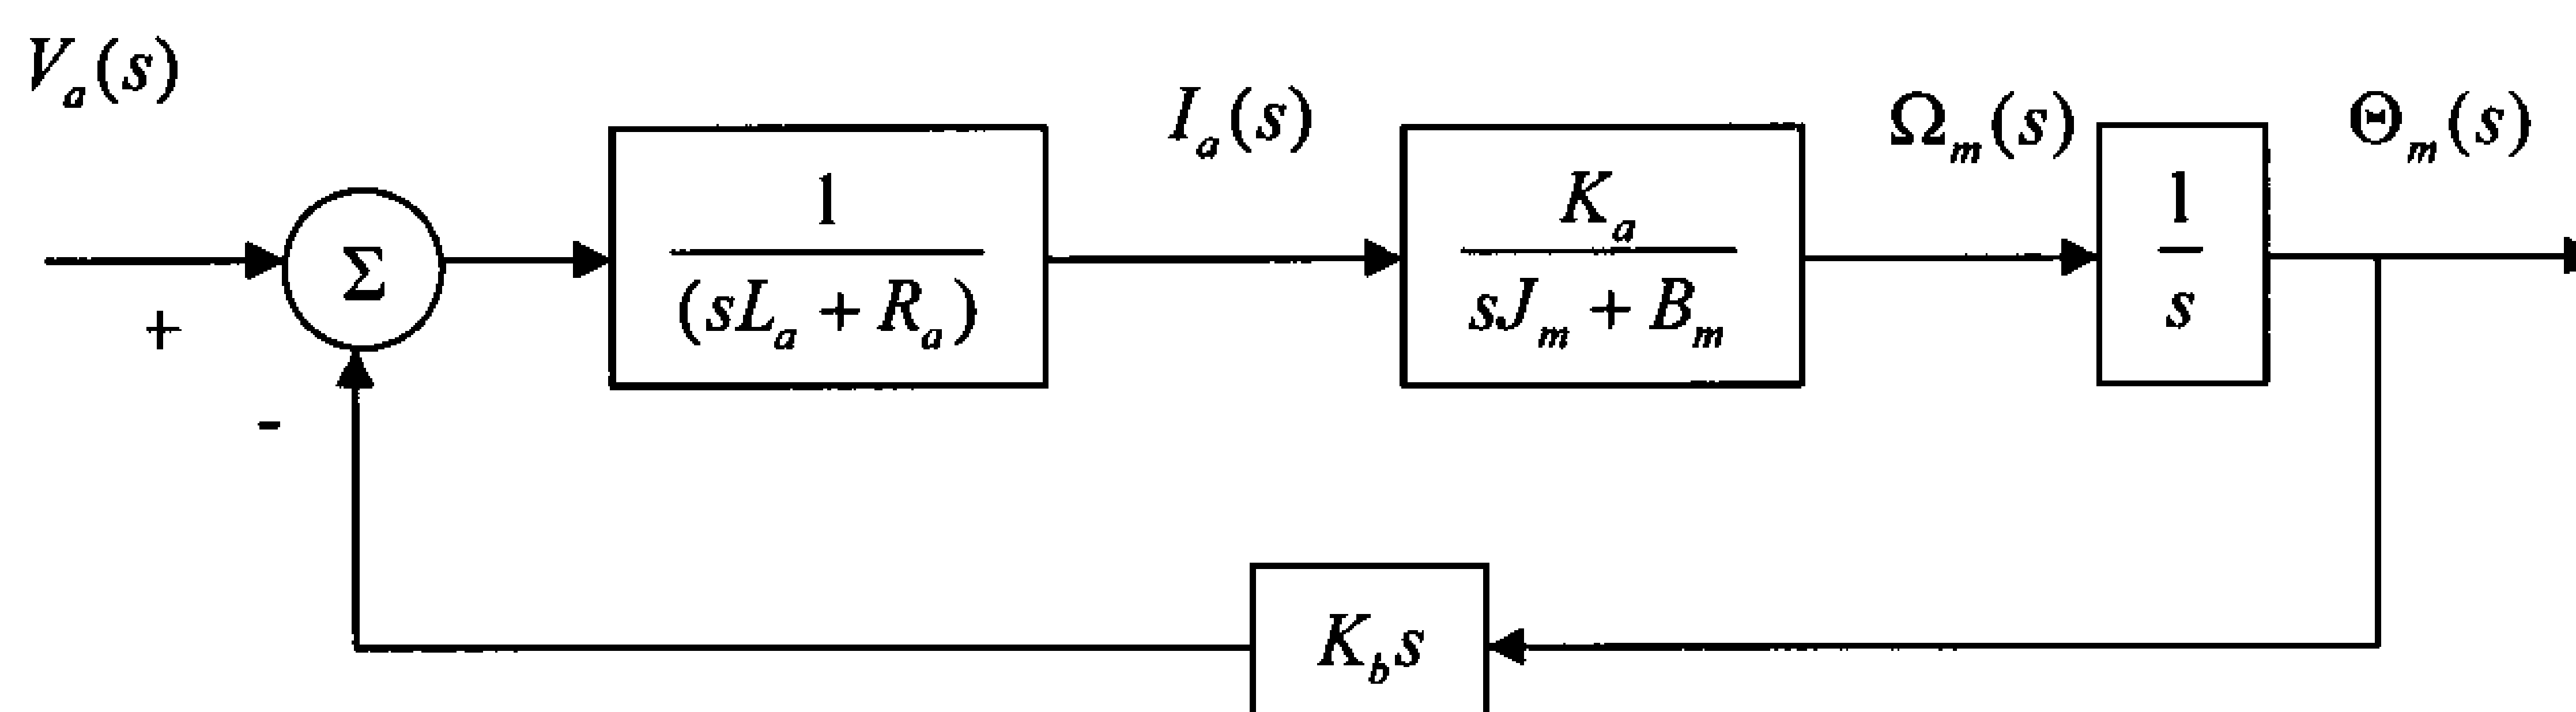 V_a(s)
+
-
Σ
1
(sL_a + R_a)
I_a(s)
K_a
sJ_m + B_m
Ω_m(s)
1
s
Θ_m(s)
K_b s